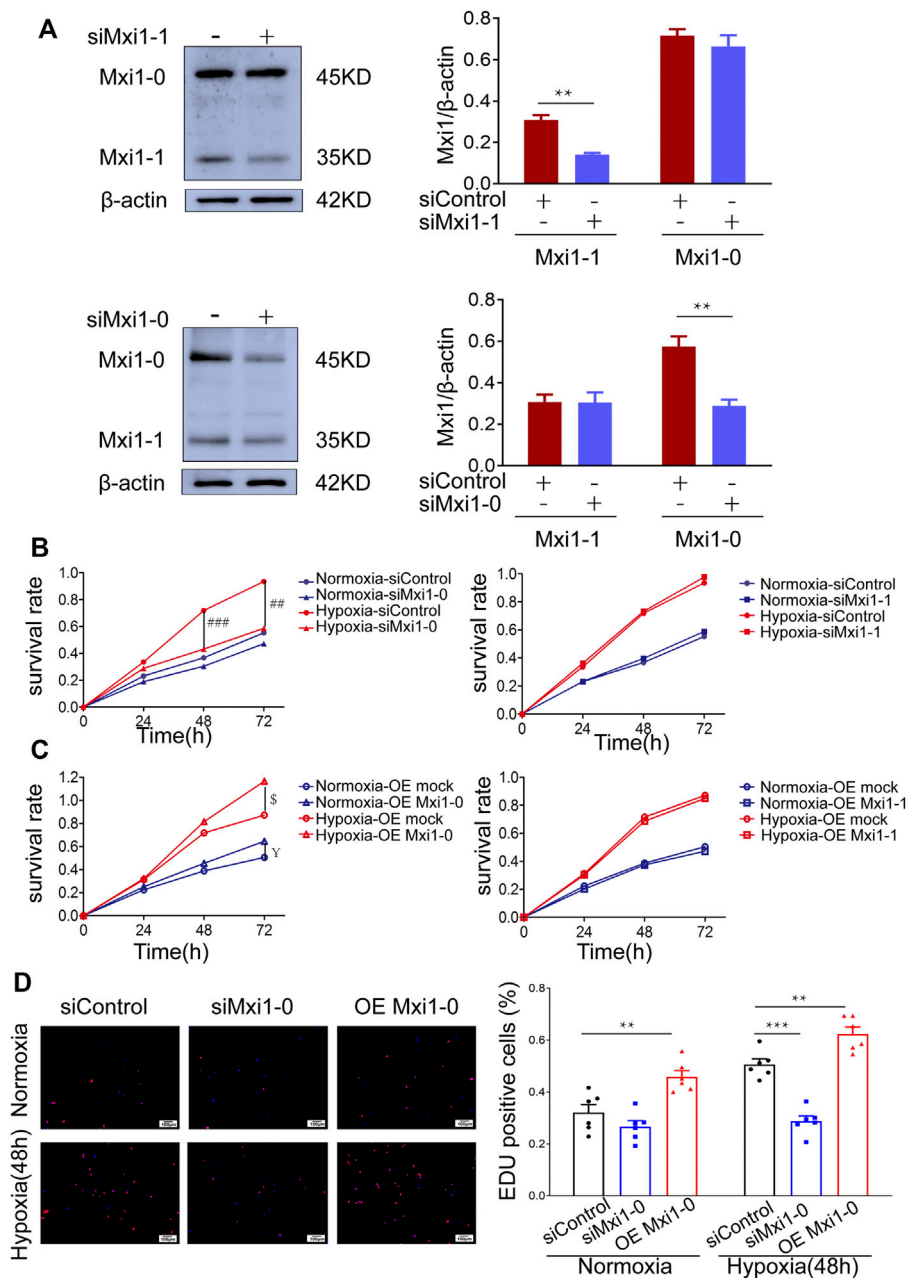 A
siMxi1-1 - +
Mxi1-0 45KD
Mxi1-1 35KD
β-actin 42KD
Mxi1/β-actin
0.8
0.6
0.4
0.2
0.0
**
siControl + - + -
siMxi1-1 - + - +
Mxi1-1 Mxi1-0
siMxi1-0 - +
Mxi1-0 45KD
Mxi1-1 35KD
β-actin 42KD
Mxi1/β-actin
0.8
0.6
0.4
0.2
0.0
**
siControl + - + -
siMxi1-0 - + - +
Mxi1-1 Mxi1-0
B
survival rate
1.0
0.8
0.6
0.4
0.2
0.0
0 24 48 72
Time(h)
###
##
Normoxia-siControl
Normoxia-siMxi1-0
Hypoxia-siControl
Hypoxia-siMxi1-0
survival rate
1.0
0.8
0.6
0.4
0.2
0.0
0 24 48 72
Time(h)
Normoxia-siControl
Normoxia-siMxi1-1
Hypoxia-siControl
Hypoxia-siMxi1-1
C
survival rate
1.2
1.0
0.8
0.6
0.4
0.2
0.0
0 24 48 72
Time(h)
$
¥
Normoxia-OE mock
Normoxia-OE Mxi1-0
Hypoxia-OE mock
Hypoxia-OE Mxi1-0
survival rate
1.0
0.8
0.6
0.4
0.2
0.0
0 24 48 72
Time(h)
Normoxia-OE mock
Normoxia-OE Mxi1-1
Hypoxia-OE mock
Hypoxia-OE Mxi1-1
D
siControl siMxi1-0 OE Mxi1-0
Normoxia
100μm 100μm 100μm
Hypoxia(48h)
100μm 100μm 100μm
EDU positive cells (%)
0.8
0.6
0.4
0.2
0.0
**
***
**
siControl siMxi1-0 OE Mxi1-0 siControl siMxi1-0 OE Mxi1-0
Normoxia Hypoxia(48h)